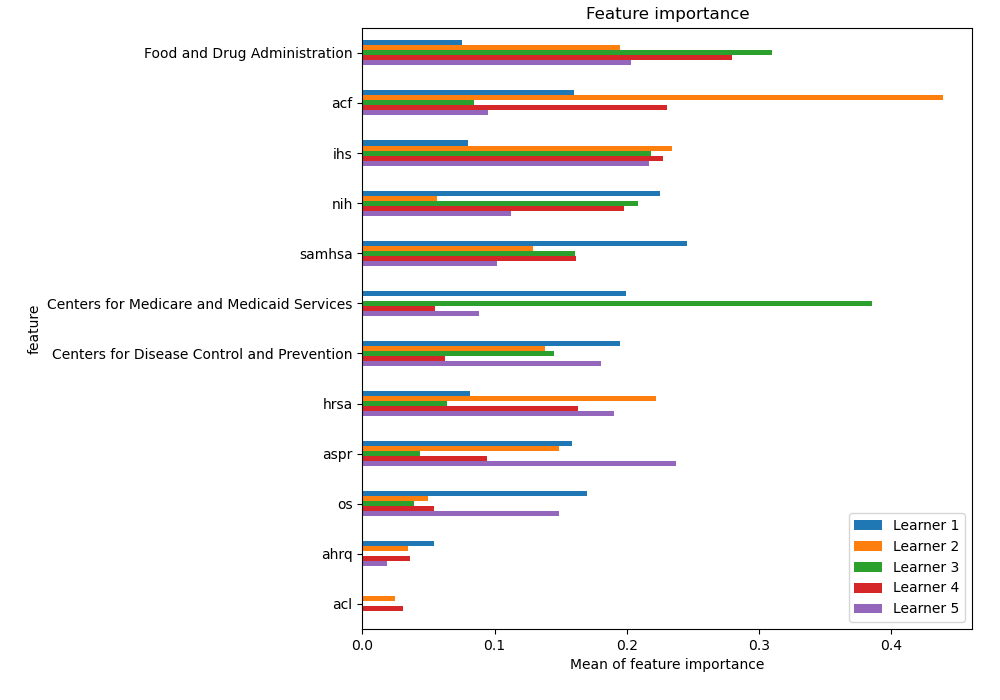 Feature importance
Food and Drug Administration
acf
ihs
nih
samhsa
Centers for Medicare and Medicaid Services
Centers for Disease Control and Prevention
hrsa
aspr
os
ahrq
acl
feature
0.0 0.1 0.2 0.3 0.4
Mean of feature importance
Learner 1
Learner 2
Learner 3
Learner 4
Learner 5